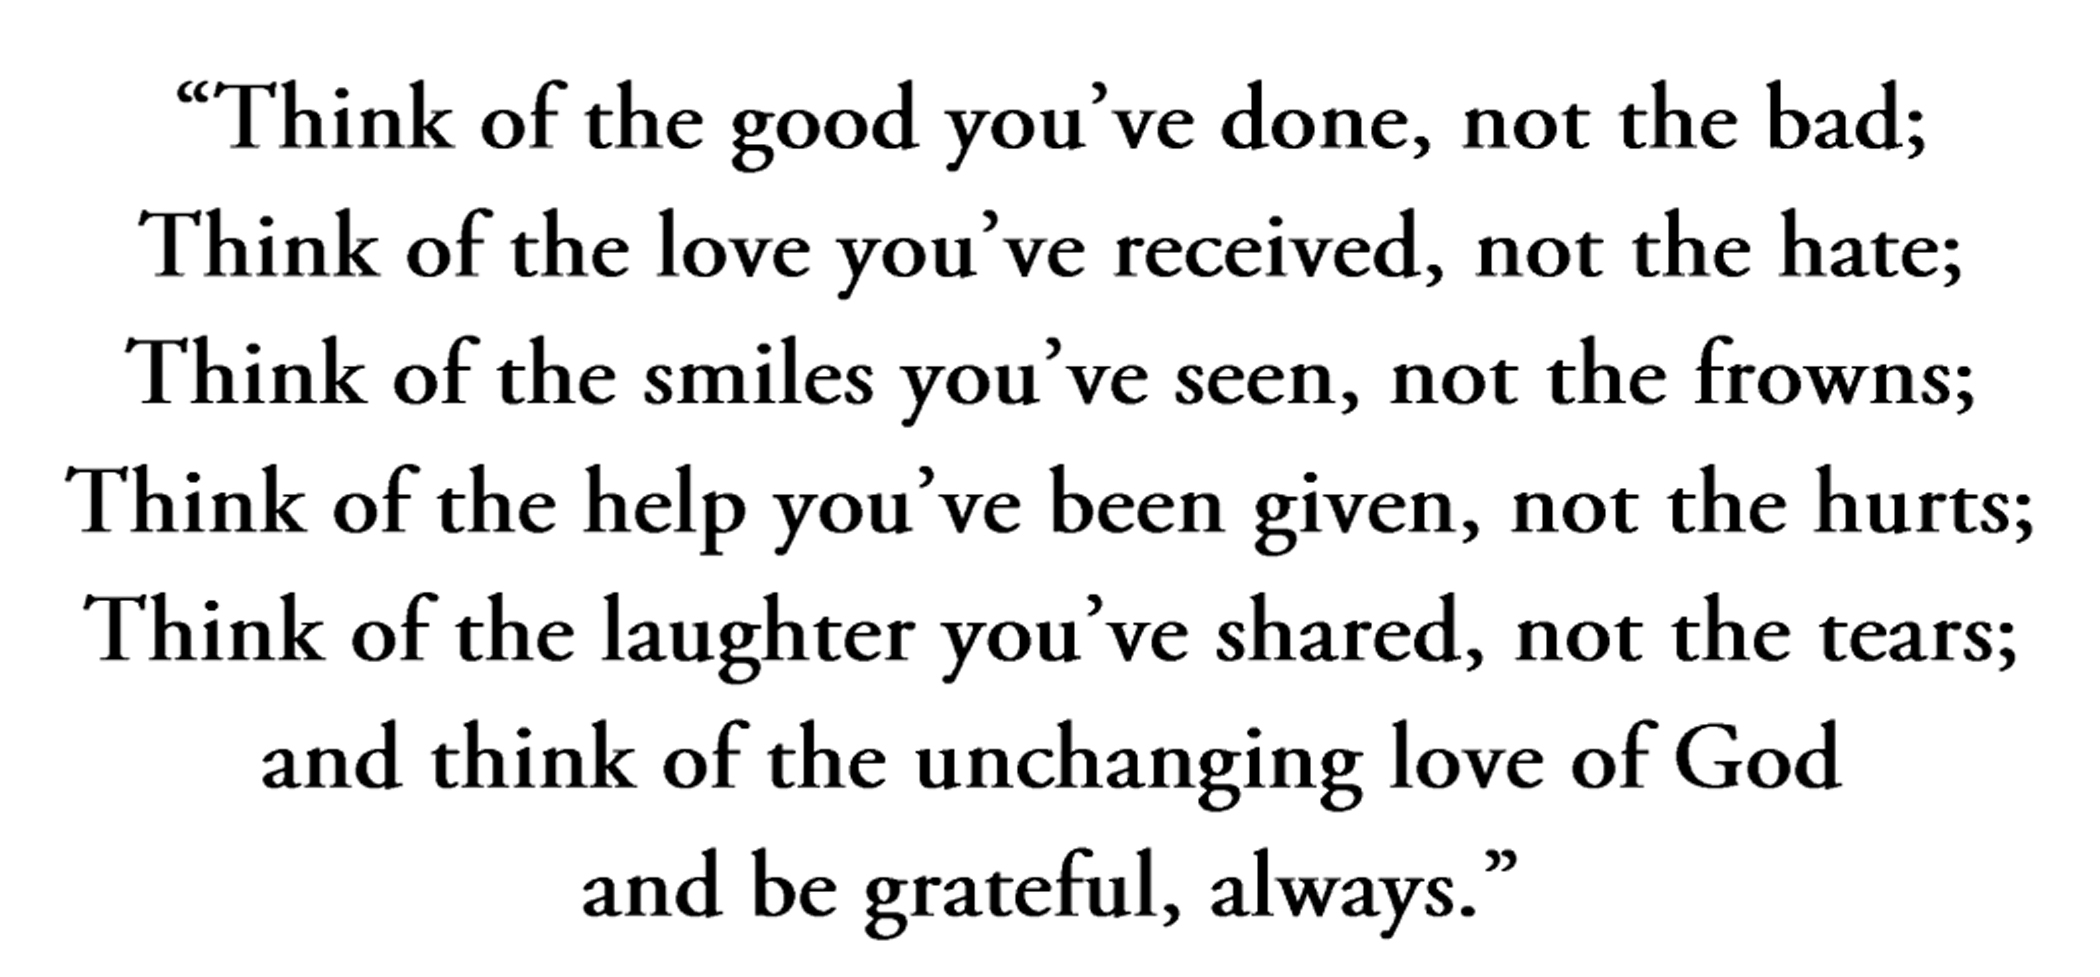 “Think of the good you’ve done, not the bad;
Think of the love you’ve received, not the hate;
Think of the smiles you’ve seen, not the frowns;
Think of the help you’ve been given, not the hurts;
Think of the laughter you’ve shared, not the tears;
and think of the unchanging love of God
and be grateful, always.”